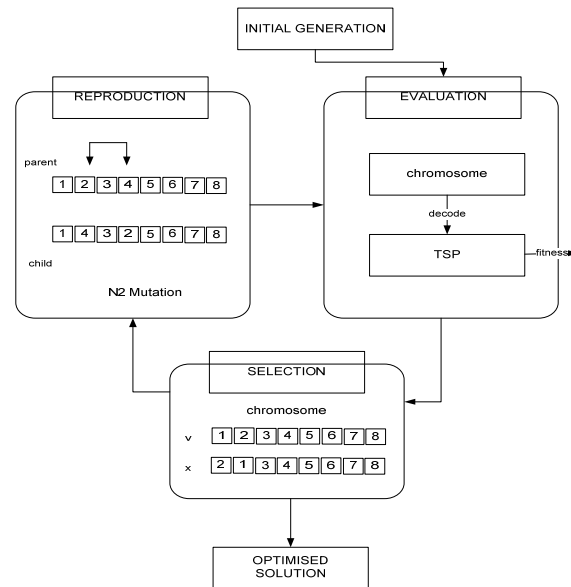 INITIAL GENERATION
REPRODUCTION
EVALUATION
parent
1 2 3 4 5 6 7 8
1 4 3 2 5 6 7 8
child
N2 Mutation
chromosome
decode
TSP
fitness
SELECTION
chromosome
v 1 2 3 4 5 6 7 8
x 2 1 3 4 5 6 7 8
OPTIMISED
SOLUTION